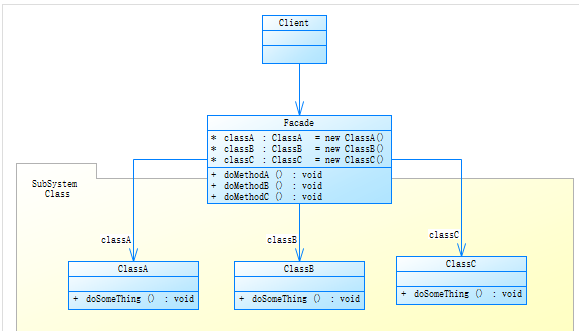 Client
Facade
* classA : ClassA = new ClassA()
* classB : ClassB = new ClassB()
* classC : ClassC = new ClassC()
+ doMethodA () : void
+ doMethodB () : void
+ doMethodC () : void
SubSystem
Class
classA
classB
classC
ClassA
+ doSomeThing () : void
ClassB
+ doSomeThing () : void
ClassC
+ doSomeThing () : void